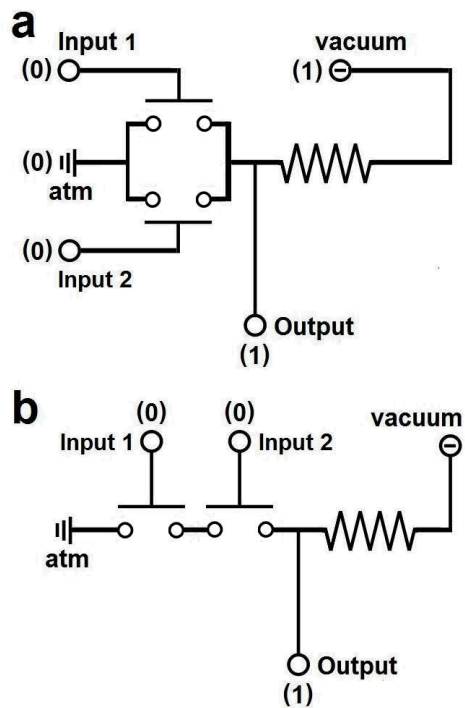 a
Input 1
vacuum
(0)
(1)
(0)
atm
(0)
Input 2
Output
(1)
b
(0) (0)
vacuum
Input 1
Input 2
atm
Output
(1)